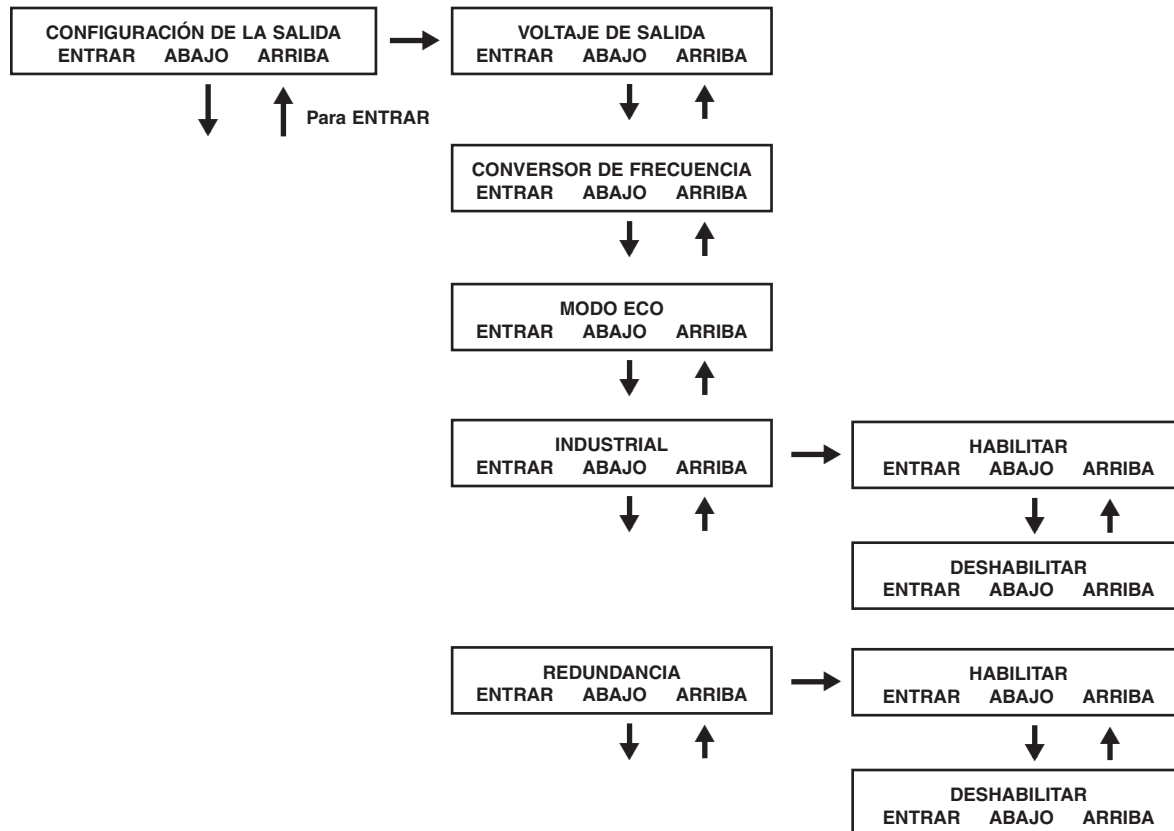 CONFIGURACIÓN DE LA SALIDA
ENTRAR ABAJO ARRIBA
Para ENTRAR
VOLTAJE DE SALIDA
ENTRAR ABAJO ARRIBA
CONVERSOR DE FRECUENCIA
ENTRAR ABAJO ARRIBA
MODO ECO
ENTRAR ABAJO ARRIBA
INDUSTRIAL
ENTRAR ABAJO ARRIBA
HABILITAR
ENTRAR ABAJO ARRIBA
DESHABILITAR
ENTRAR ABAJO ARRIBA
REDUNDANCIA
ENTRAR ABAJO ARRIBA
HABILITAR
ENTRAR ABAJO ARRIBA
DESHABILITAR
ENTRAR ABAJO ARRIBA